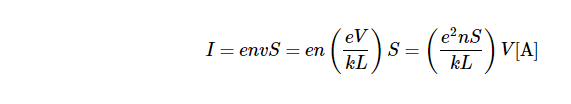 I = envS = en(eV/kL)S = (e²nS/kL)V[A]